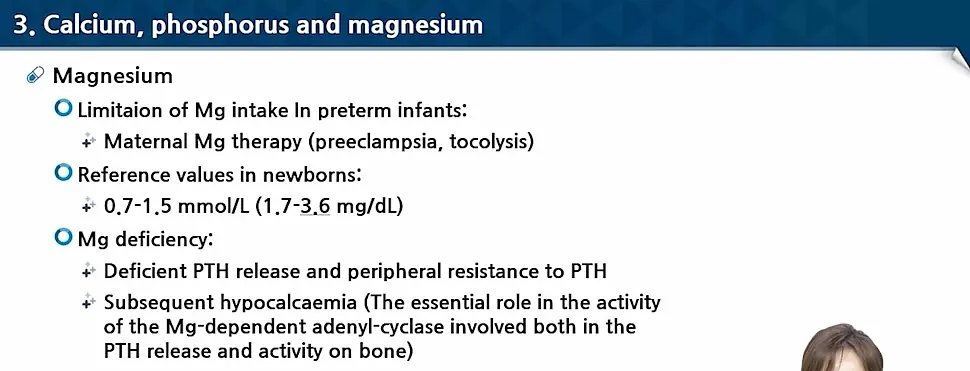 3. Calcium, phosphorus and magnesium
Magnesium
Limitaion of Mg intake In preterm infants:
Maternal Mg therapy (preeclampsia, tocolysis)
Reference values in newborns:
0.7-1.5 mmol/L (1.7-3.6 mg/dL)
Mg deficiency:
Deficient PTH release and peripheral resistance to PTH
Subsequent hypocalcaemia (The essential role in the activity
of the Mg-dependent adenyl-cyclase involved both in the
PTH release and activity on bone)